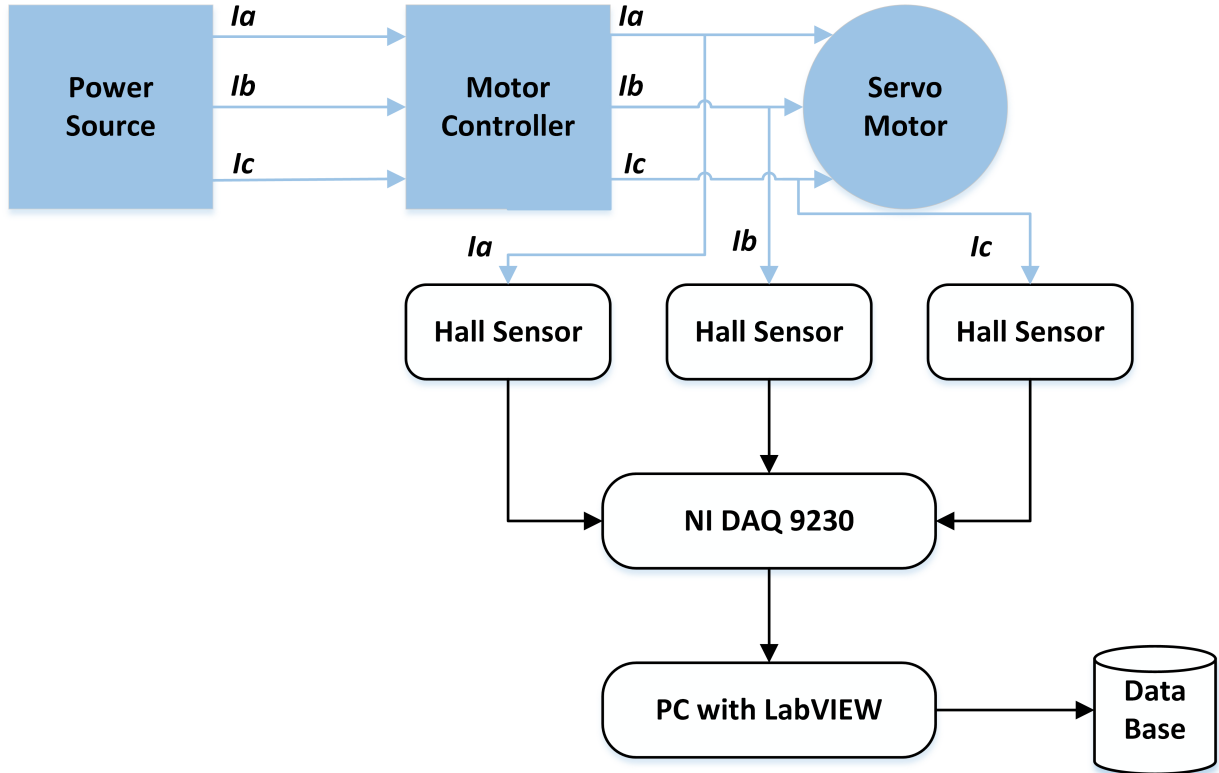 Ia
Ia
Power
Source
Ib
Motor
Controller
Ib
Servo
Motor
Ic
Ic
Ia
Ib
Ic
Hall Sensor
Hall Sensor
Hall Sensor
NI DAQ 9230
PC with LabVIEW
Data
Base